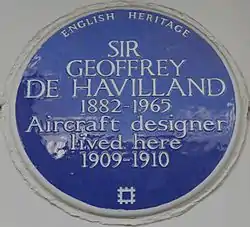 ENGLISH HERITAGE
SIR
GEOFFREY
DE HAVILLAND
1882-1965
Aircraft designer
lived here
1909-1910